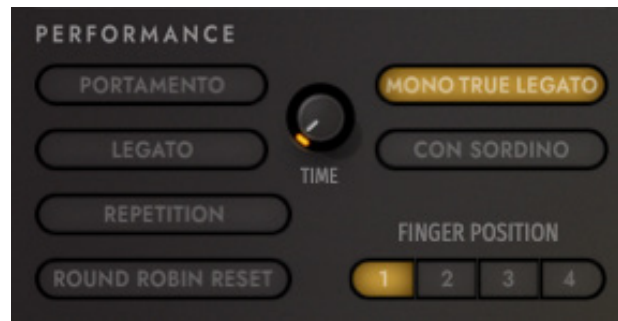 PERFORMANCE
PORTAMENTO
MONO TRUE LEGATO
LEGATO
TIME
CON SORDINO
REPETITION
FINGER POSITION
ROUND ROBIN RESET
1 2 3 4